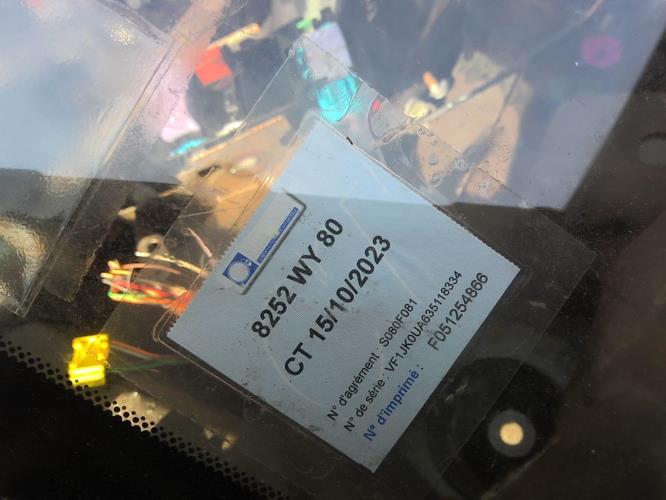 8252 WY 80
CT 15/10/2023
N° d'agrément : S080F081
N° de série : VF1JK0UA635118334
N° d'imprimé : F051254866